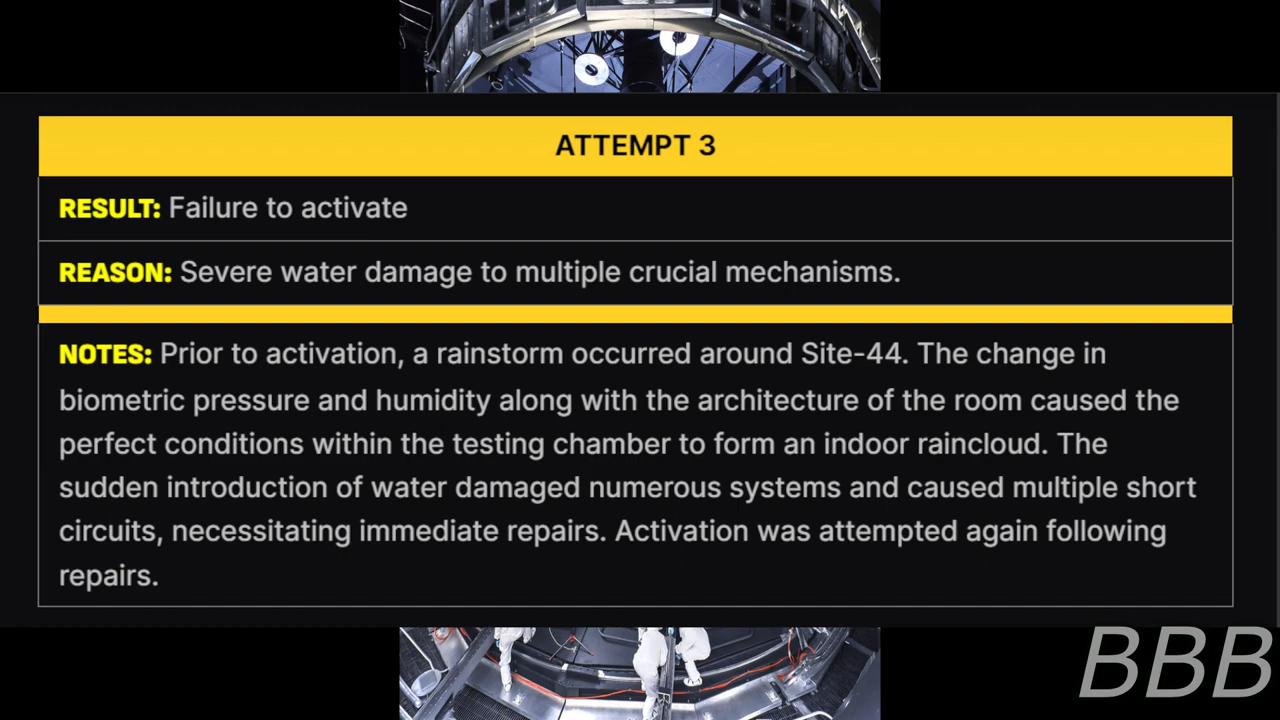 ATTEMPT 3
RESULT: Failure to activate
REASON: Severe water damage to multiple crucial mechanisms.
NOTES: Prior to activation, a rainstorm occurred around Site-44. The change in
biometric pressure and humidity along with the architecture of the room caused the
perfect conditions within the testing chamber to form an indoor raincloud. The
sudden introduction of water damaged numerous systems and caused multiple short
circuits, necessitating immediate repairs. Activation was attempted again following
repairs.
BBB